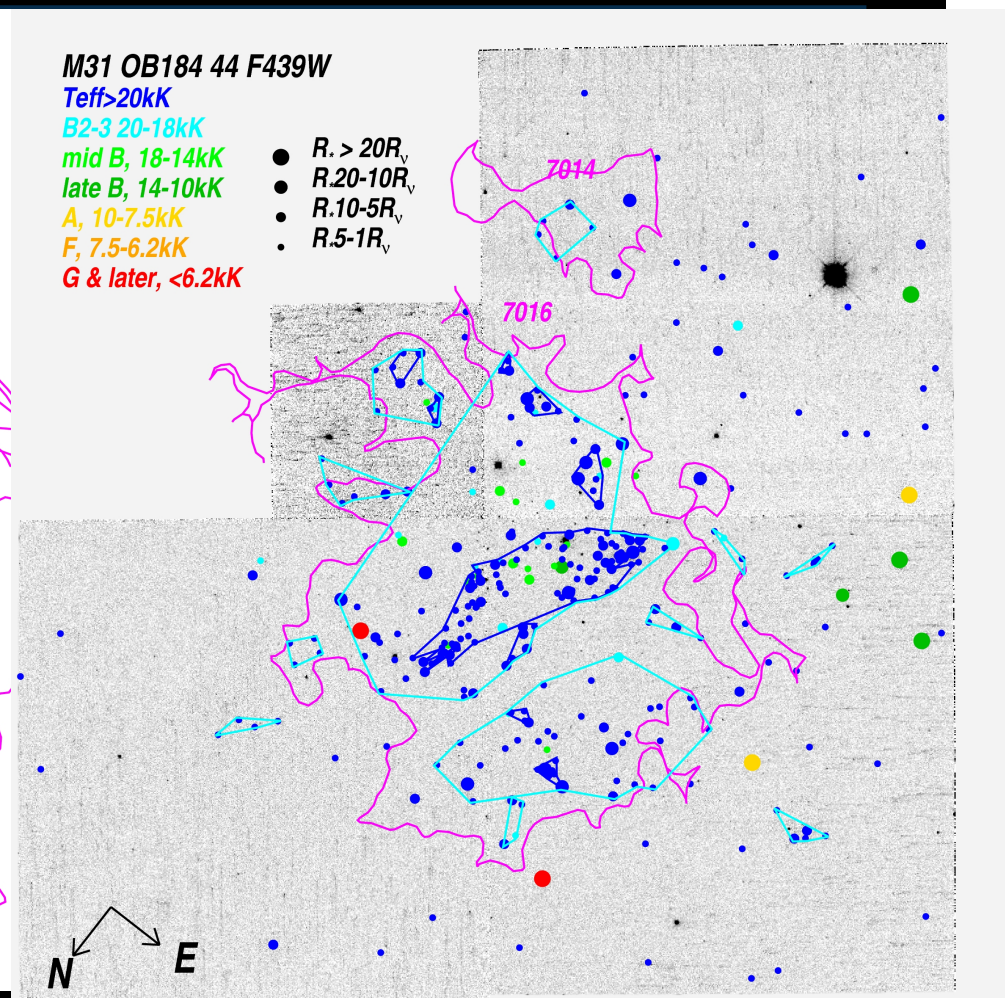 M31 OB184 44 F439W
Teff>20kK
B2-3 20-18kK
mid B, 18-14kK
late B, 14-10kK
A, 10-7.5kK
F, 7.5-6.2kK
G & later, <6.2kK
R* > 20Rν
R*20-10Rν
R*10-5Rν
R*5-1Rν
7014
7016
N
E